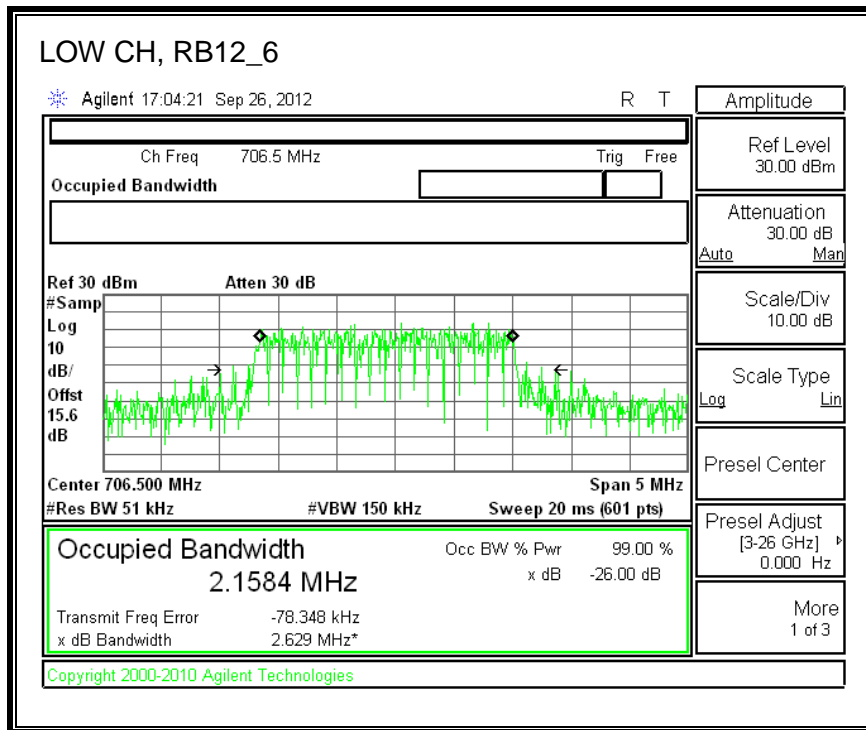 LOW CH, RB12_6
Agilent 17:04:21 Sep 26, 2012 R T
Ch Freq 706.5 MHz Trig Free
Occupied Bandwidth
Ref 30 dBm Atten 30 dB
#Samp
Log
10
dB/
Offst
15.6
dB
Center 706.500 MHz Span 5 MHz
#Res BW 51 kHz #VBW 150 kHz Sweep 20 ms (601 pts)
Occupied Bandwidth Occ BW % Pwr 99.00 %
2.1584 MHz x dB -26.00 dB
Transmit Freq Error -78.348 kHz
x dB Bandwidth 2.629 MHz*
Copyright 2000-2010 Agilent Technologies
Amplitude
Ref Level
30.00 dBm
Attenuation
30.00 dB
Auto Man
Scale/Div
10.00 dB
Scale Type
Log Lin
Presel Center
Presel Adjust
[3-26 GHz]
0.000 Hz
More
1 of 3